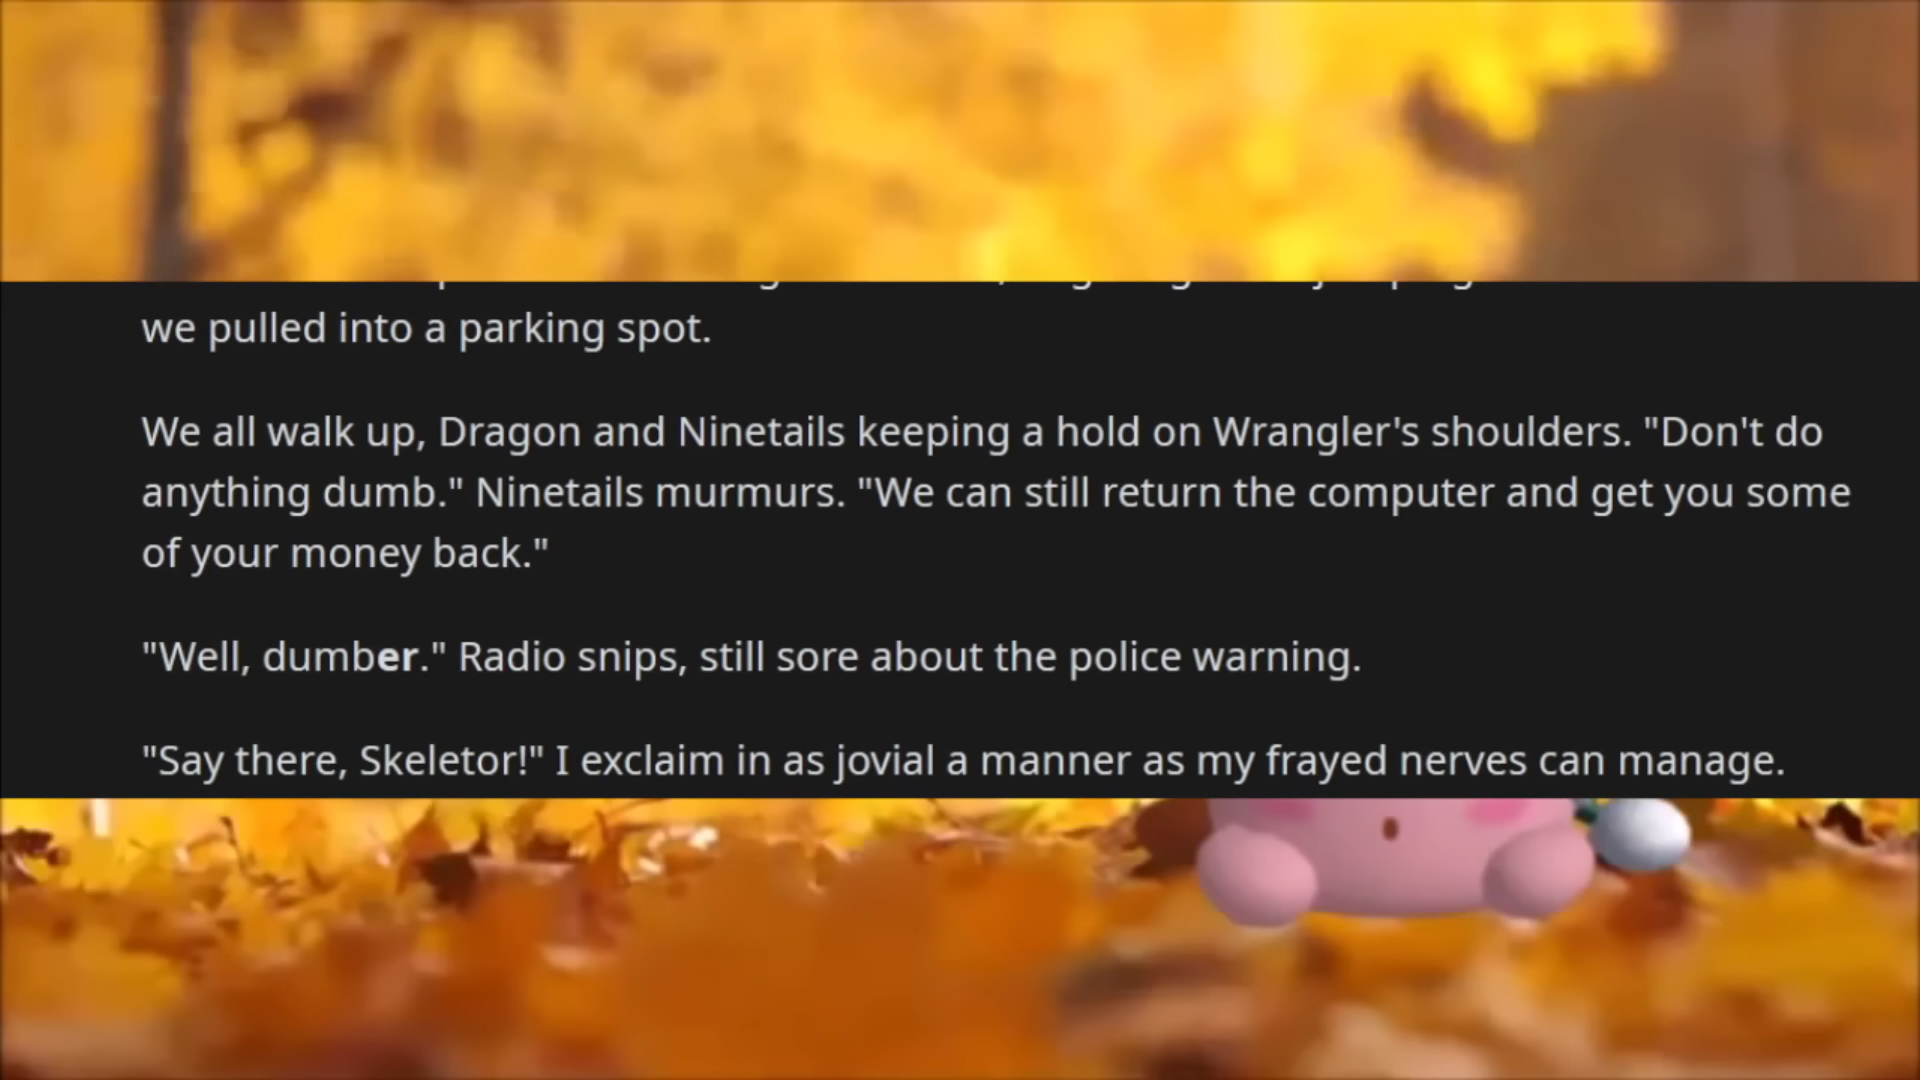 we pulled into a parking spot.
We all walk up, Dragon and Ninetails keeping a hold on Wrangler's shoulders. "Don't do
anything dumb." Ninetails murmurs. "We can still return the computer and get you some
of your money back."
"Well, dumber." Radio snips, still sore about the police warning.
"Say there, Skeletor!" I exclaim in as jovial a manner as my frayed nerves can manage.